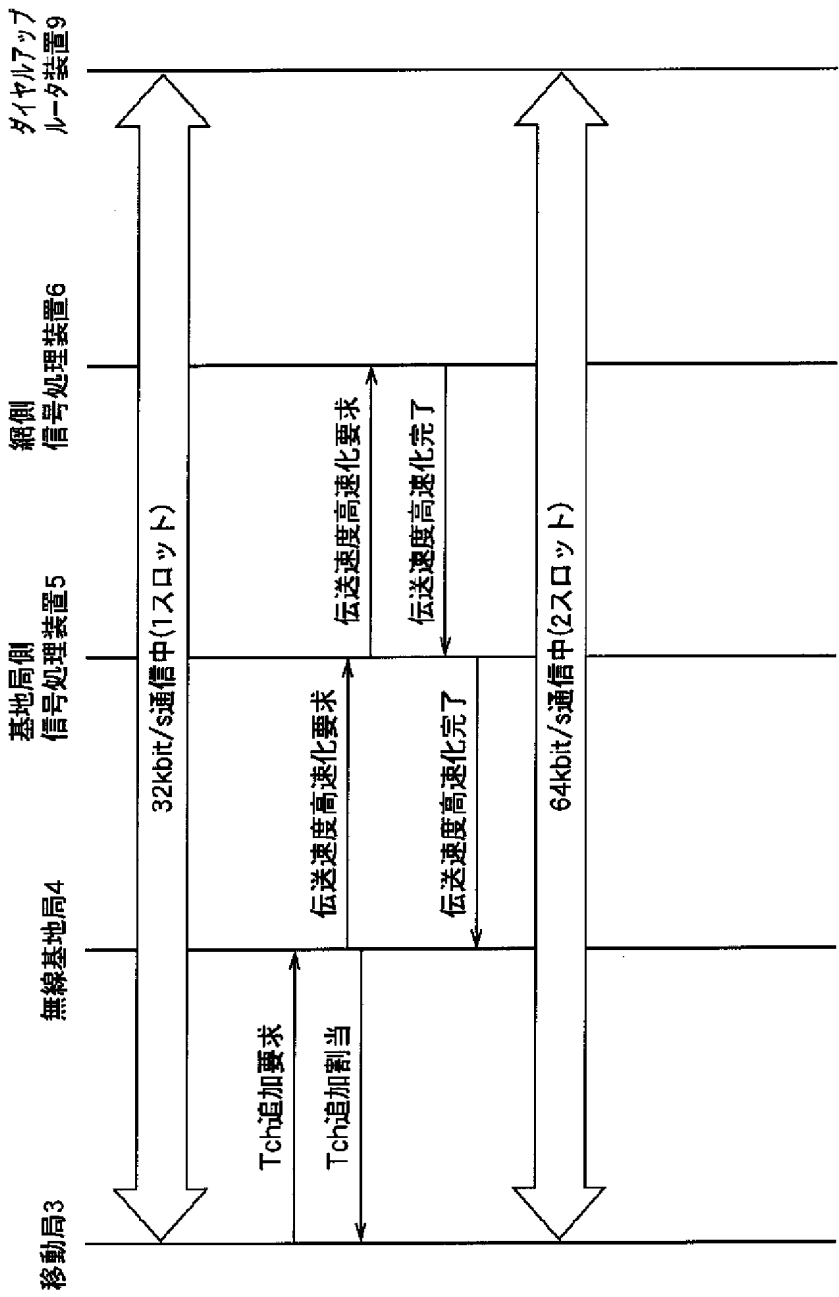 移動局3
無線基地局4
基地局側
信号処理装置5
網側
信号処理装置6
ダイヤルアップ
ルータ装置9
32kbit/s通信中(1スロット)
Tch追加要求
伝送速度高速化要求
Tch追加割当
伝送速度高速化要求
伝送速度高速化完了
伝送速度高速化完了
64kbit/s通信中(2スロット)